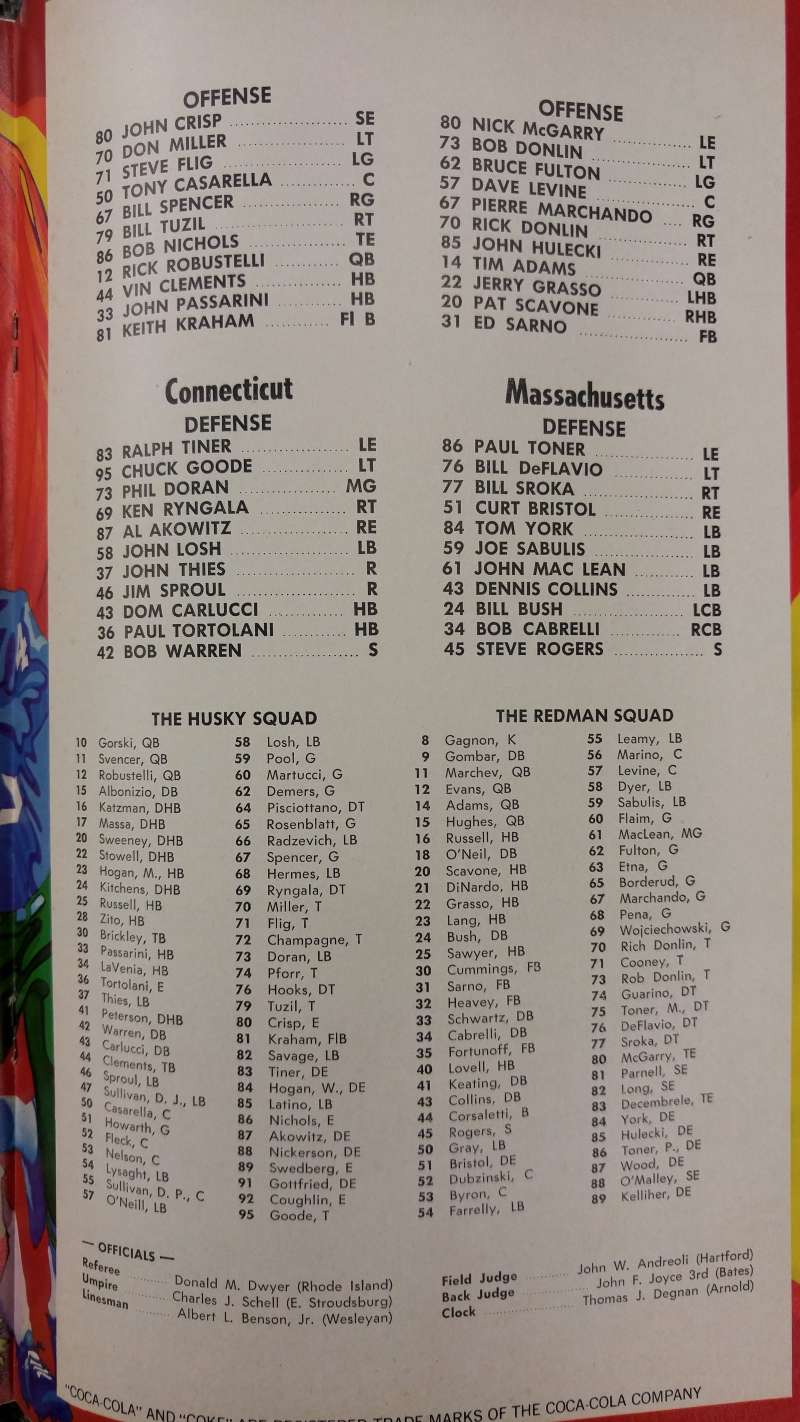 OFFENSE
80 JOHN CRISP ..................... SE
70 DON MILLER ................... LT
71 STEVE FLIG ....................... LG
50 TONY CASARELLA ............. C
67 BILL SPENCER ................. RG
79 BILL TUZIL ....................... RT
86 BOB NICHOLS ................. TE
12 RICK ROBUSTELLI ............ QB
44 VIN CLEMENTS ............... HB
33 JOHN PASSARINI ............ HB
81 KEITH KRAHAM ........... Fl B
Connecticut
DEFENSE
83 RALPH TINER ................... LE
95 CHUCK GOODE ............... LT
73 PHIL DORAN ................. MG
69 KEN RYNGALA ................ RT
87 AL AKOWITZ ................... RE
58 JOHN LOSH ..................... LB
37 JOHN THIES ....................... R
46 JIM SPROUL ....................... R
43 DOM CARLUCCI ............. HB
36 PAUL TORTOLANI ........... HB
42 BOB WARREN ................... S
OFFENSE
80 NICK McGARRY .............. LE
73 BOB DONLIN .................. LT
62 BRUCE FULTON ............... LG
57 DAVE LEVINE .................. C
67 PIERRE MARCHANDO .... RG
70 RICK DONLIN .................. RT
85 JOHN HULECKI ................ RE
14 TIM ADAMS .................... QB
22 JERRY GRASSO .............. LHB
20 PAT SCAVONE ............... RHB
31 ED SARNO ...................... FB
Massachusetts
DEFENSE
86 PAUL TONER .................. LE
76 BILL DeFLAVIO ................ LT
77 BILL SROKA .................... RT
51 CURT BRISTOL ................. RE
84 TOM YORK ..................... LB
59 JOE SABULIS ................... LB
61 JOHN MAC LEAN ............ LB
43 DENNIS COLLINS ............. LB
24 BILL BUSH ...................... LCB
34 BOB CABRELLI ............... RCB
45 STEVE ROGERS ................. S
THE HUSKY SQUAD
10 Gorski, QB
11 Svencer, QB
12 Robustelli, QB
15 Albonizio, DB
16 Katzman, DHB
17 Massa, DHB
20 Sweeney, DHB
22 Stowell, DHB
23 Hogan, M., HB
24 Kitchens, DHB
25 Russell, HB
28 Zito, HB
30 Brickley, TB
33 Passarini, HB
34 LaVenia, HB
36 Tortolani, E
37 Thies, LB
41 Peterson, DHB
42 Warren, DB
43 Carlucci, DB
44 Clements, TB
46 Sproul, LB
47 Sullivan, D. J., LB
50 Casarella, C
51 Howarth, G
52 Fleck, C
53 Nelson, C
54 Lysaght, LB
55 Sullivan, D. P., C
57 O'Neill, LB
58 Losh, LB
59 Pool, G
60 Martucci, G
62 Demers, G
64 Pisciottano, DT
65 Rosenblatt, G
66 Radzevich, LB
67 Spencer, G
68 Hermes, LB
69 Ryngala, DT
70 Miller, T
71 Flig, T
72 Champagne, T
73 Doran, LB
74 Pforr, T
76 Hooks, DT
79 Tuzil, T
80 Crisp, E
81 Kraham, FlB
82 Savage, LB
83 Tiner, DE
84 Hogan, W., DE
85 Latino, LB
86 Nichols, E
87 Akowitz, DE
88 Nickerson, DE
89 Swedberg, E
91 Gottfried, DE
92 Coughlin, E
95 Goode, T
THE REDMAN SQUAD
8 Gagnon, K
9 Gombar, DB
11 Marchev, QB
12 Evans, QB
14 Adams, QB
15 Hughes, QB
16 Russell, HB
18 O'Neil, DB
20 Scavone, HB
21 DiNardo, HB
22 Grasso, HB
23 Lang, HB
24 Bush, DB
25 Sawyer, HB
30 Cummings, FB
31 Sarno, FB
32 Heavey, FB
33 Schwartz, DB
34 Cabrelli, DB
35 Fortunoff, FB
40 Lovell, HB
41 Keating, DB
43 Collins, DB
44 Corsaletti, B
45 Rogers, S
50 Gray, LB
51 Bristol, DE
52 Dubzinski, C
53 Byron, C
54 Farrelly, LB
55 Leamy, LB
56 Marino, C
57 Levine, C
58 Dyer, LB
59 Sabulis, LB
60 Flaim, G
61 MacLean, MG
62 Fulton, G
63 Etna, G
65 Borderud, G
67 Marchando, G
68 Pena, G
69 Wojciechowski, G
70 Rich Donlin, T
71 Cooney, T
73 Rob Donlin, T
74 Guarino, DT
75 Toner, M., DT
76 DeFlavio, DT
77 Sroka, DT
80 McGarry, TE
81 Parnell, SE
82 Long, SE
83 Decembrele, TE
84 York, DE
85 Hulecki, DE
86 Toner, P., DE
87 Wood, DE
88 O'Malley, SE
89 Kelliher, DE
— OFFICIALS —
Referee ............ Donald M. Dwyer (Rhode Island)
Umpire ............ Charles J. Schell (E. Stroudsburg)
Linesman ......... Albert L. Benson, Jr. (Wesleyan)
Field Judge .......... John W. Andreoli (Hartford)
Back Judge ............. John F. Joyce 3rd (Bates)
Clock ................... Thomas J. Degnan (Arnold)
"COCA-COLA" AND "COKE" ARE REGISTERED TRADE MARKS OF THE COCA-COLA COMPANY